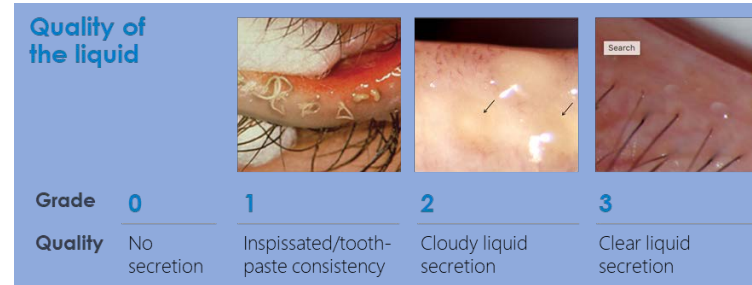 Quality of
the liquid
Search
Grade 0 1 2 3
Quality No Inspissated/tooth- Cloudy liquid Clear liquid
secretion paste consistency secretion secretion